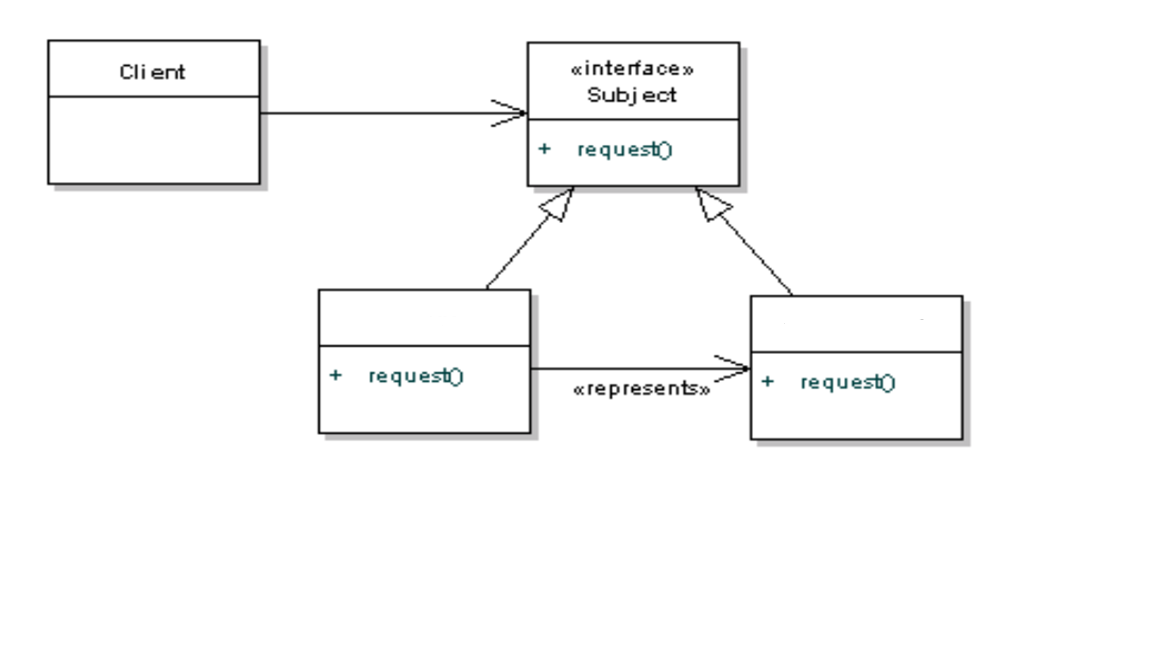 Client
«interface»
Subject
+ request()
+ request()
«represents»
+ request()